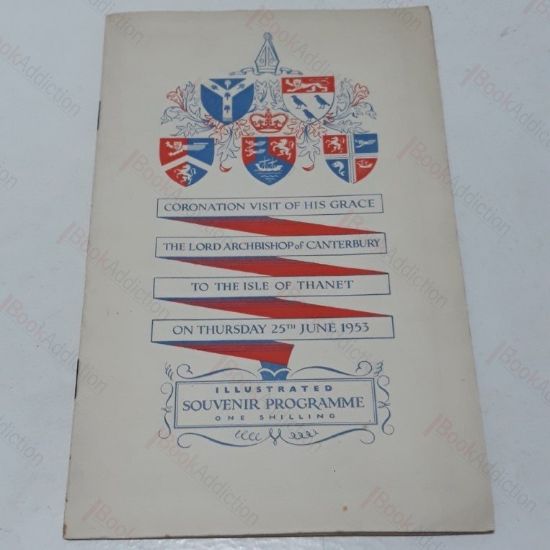 CORONATION VISIT OF HIS GRACE
THE LORD ARCHBISHOP of CANTERBURY
TO THE ISLE OF THANET
ON THURSDAY 25TH JUNE 1953
ILLUSTRATED
SOUVENIR PROGRAMME
ONE SHILLING
iBookAddiction